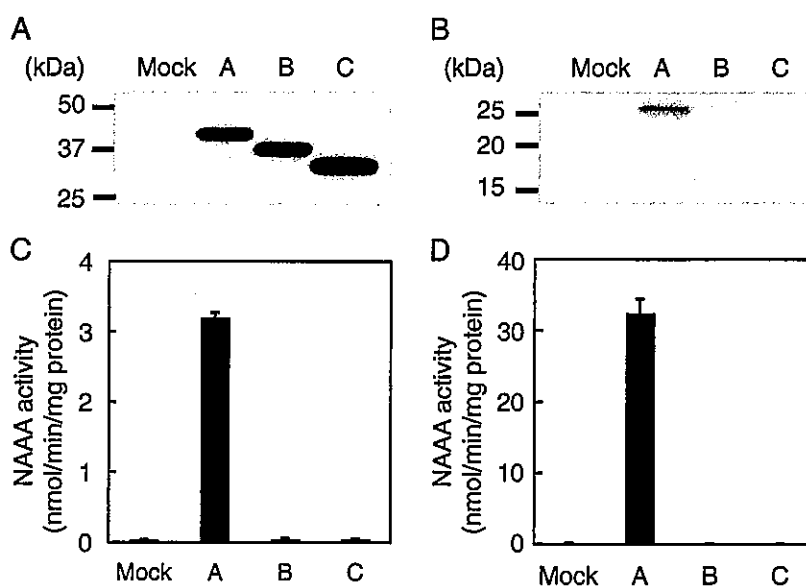 A
B
(kDa) Mock A B C
50
37
25
(kDa) Mock A B C
25
20
15
C
NAAA activity
(nmol/min/mg protein)
4
3
2
1
0
Mock A B C
D
NAAA activity
(nmol/min/mg protein)
40
30
20
10
0
Mock A B C